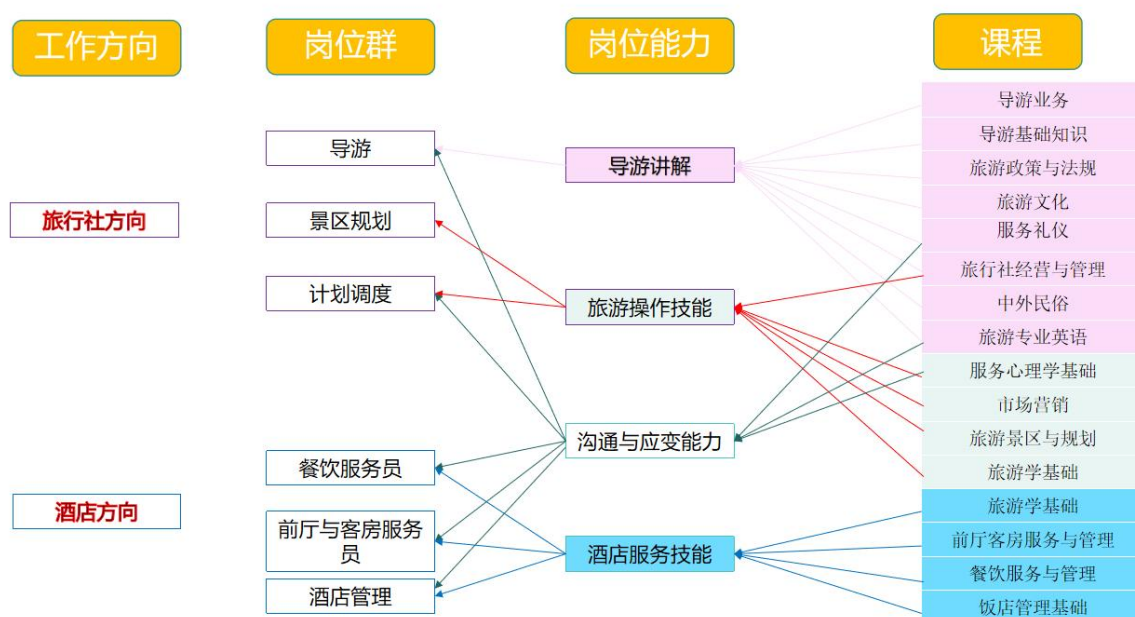 工作方向
岗位群
岗位能力
课程
旅行社方向
酒店方向
导游
景区规划
计划调度
餐饮服务员
前厅与客房服务
员
酒店管理
导游讲解
旅游操作技能
沟通与应变能力
酒店服务技能
导游业务
导游基础知识
旅游政策与法规
旅游文化
服务礼仪
旅行社经营与管理
中外民俗
旅游专业英语
服务心理学基础
市场营销
旅游景区与规划
旅游学基础
旅游学基础
前厅客房服务与管理
餐饮服务与管理
饭店管理基础